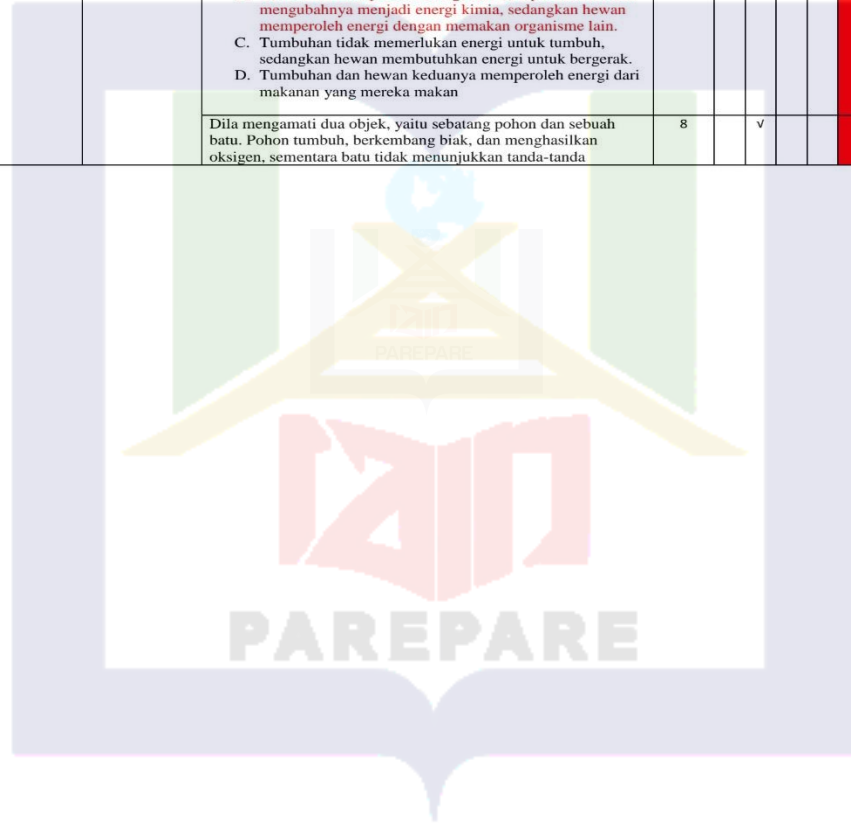 mengubahnya menjadi energi kimia, sedangkan hewan
memperoleh energi dengan memakan organisme lain.
C. Tumbuhan tidak memerlukan energi untuk tumbuh,
sedangkan hewan membutuhkan energi untuk bergerak.
D. Tumbuhan dan hewan keduanya memperoleh energi dari
makanan yang mereka makan
Dila mengamati dua objek, yaitu sebatang pohon dan sebuah 8 √
batu. Pohon tumbuh, berkembang biak, dan menghasilkan
oksigen, sementara batu tidak menunjukkan tanda-tanda
iain
PAREPARE
iain
PAREPARE